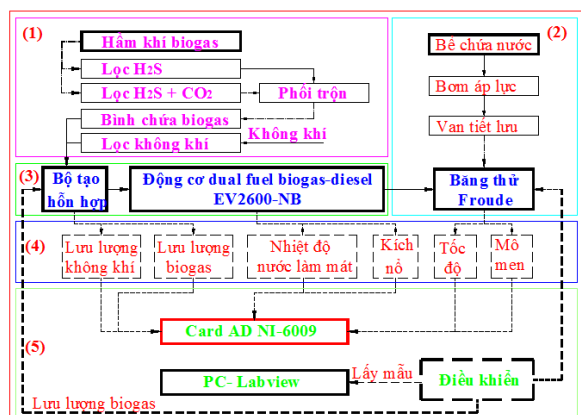 (1)
Hầm khí biogas
Lọc H2S
Lọc H2S + CO2
Phối trộn
Bình chứa biogas
Lọc không khí
Không khí
(2)
Bể chứa nước
Bơm áp lực
Van tiết lưu
(3)
Bộ tạo
hỗn hợp
Động cơ dual fuel biogas-diesel
EV2600-NB
Băng thử
Froude
(4)
Lưu lượng
không khí
Lưu lượng
biogas
Nhiệt độ
nước làm mát
Kích
nổ
Tốc
độ
Mô
men
(5)
Card AD NI-6009
PC- Labview
Lấy mẫu
Điều khiển
Lưu lượng biogas